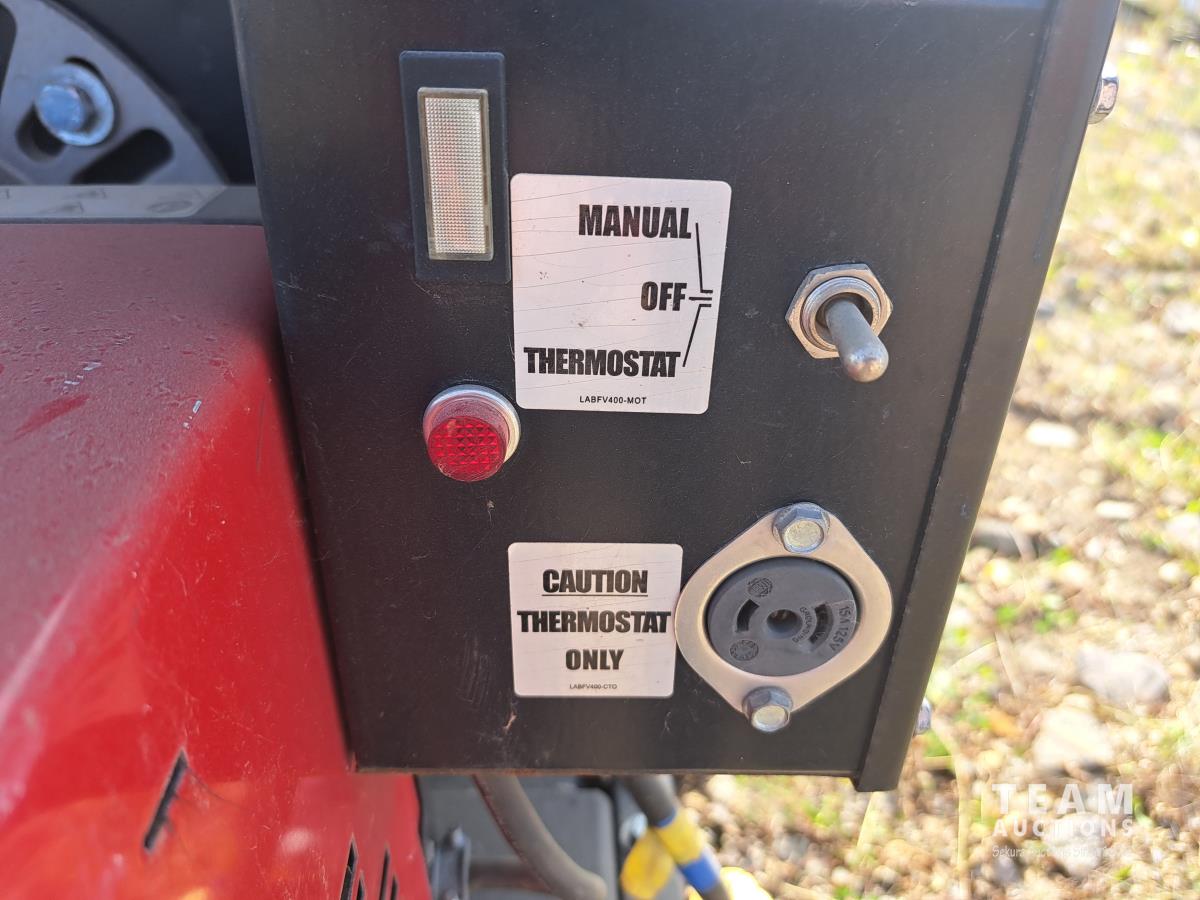 MANUAL
OFF
THERMOSTAT
LABFV400-MOT
CAUTION
THERMOSTAT
ONLY
LABFV400-CTO
15A 125V
TEAM
AUCTIONS